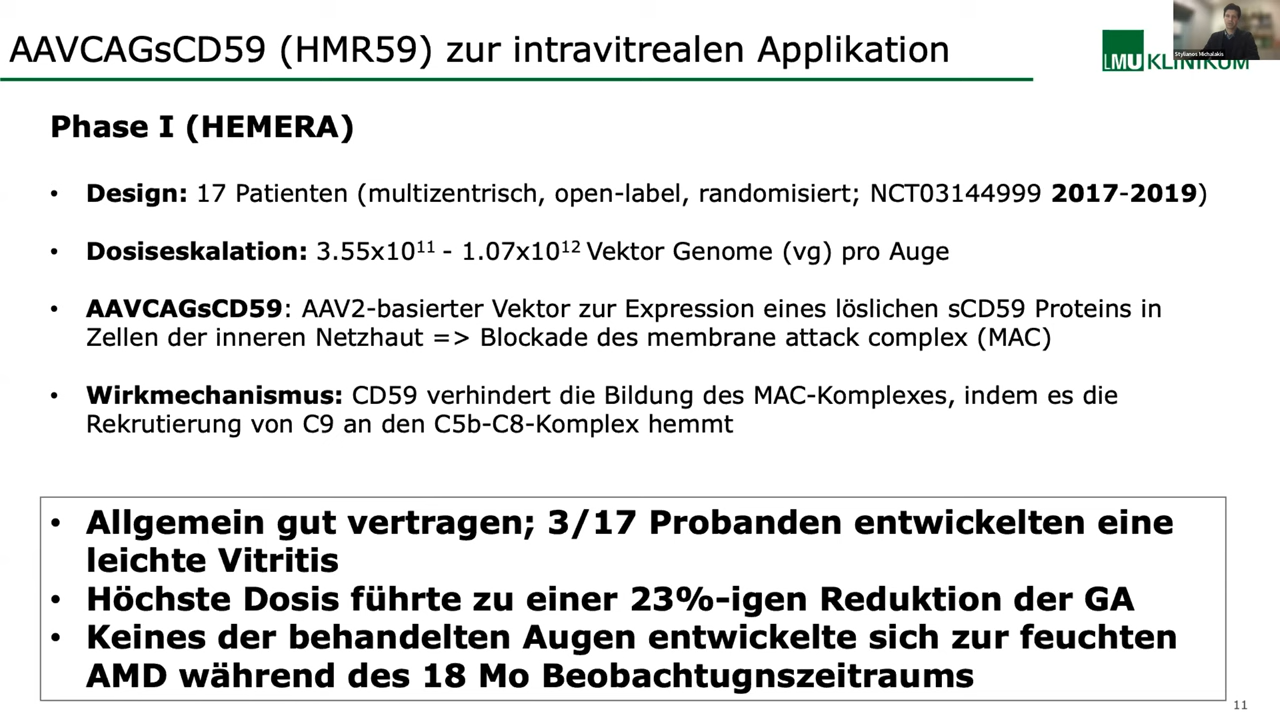 AAVCAGsCD59 (HMR59) zur intravitrealen Applikation
Stylianos Michalakis
LMU KLINIKUM
Phase I (HEMERA)
• Design: 17 Patienten (multizentrisch, open-label, randomisiert; NCT03144999 2017-2019)
• Dosiseskalation: 3.55x10¹¹ - 1.07x10¹² Vektor Genome (vg) pro Auge
• AAVCAGsCD59: AAV2-basierter Vektor zur Expression eines löslichen sCD59 Proteins in
Zellen der inneren Netzhaut => Blockade des membrane attack complex (MAC)
• Wirkmechanismus: CD59 verhindert die Bildung des MAC-Komplexes, indem es die
Rekrutierung von C9 an den C5b-C8-Komplex hemmt
• Allgemein gut vertragen; 3/17 Probanden entwickelten eine
leichte Vitritis
• Höchste Dosis führte zu einer 23%-igen Reduktion der GA
• Keines der behandelten Augen entwickelte sich zur feuchten
AMD während des 18 Mo Beobachtugnszeitraums
11